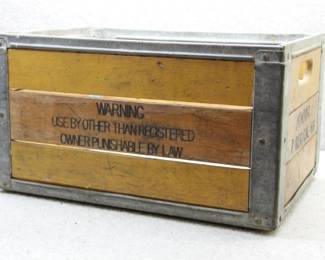 WARNING
USE BY OTHER THAN REGISTERED
OWNER PUNISHABLE BY LAW